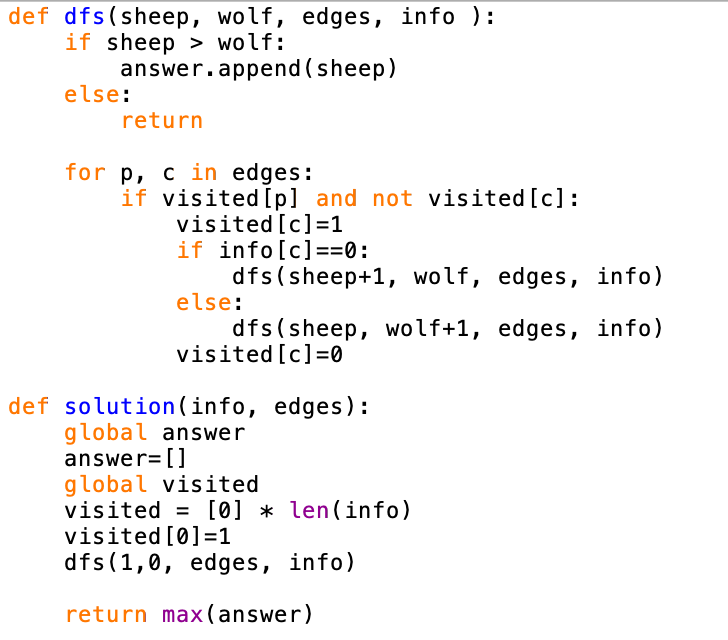 def dfs(sheep, wolf, edges, info ):
    if sheep > wolf:
        answer.append(sheep)
    else:
        return

    for p, c in edges:
        if visited[p] and not visited[c]:
            visited[c]=1
            if info[c]==0:
                dfs(sheep+1, wolf, edges, info)
            else:
                dfs(sheep, wolf+1, edges, info)
            visited[c]=0

def solution(info, edges):
    global answer
    answer=[]
    global visited
    visited = [0] * len(info)
    visited[0]=1
    dfs(1,0, edges, info)

    return max(answer)